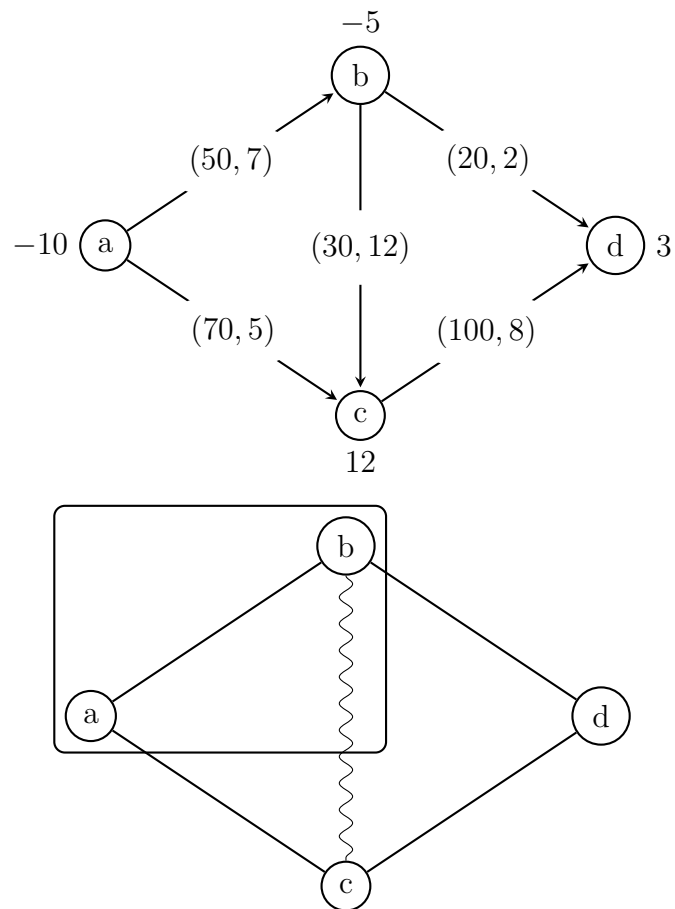 −5
b
(50, 7)
(20, 2)
−10
a
(30, 12)
d
3
(70, 5)
(100, 8)
c
12
b
a
d
c